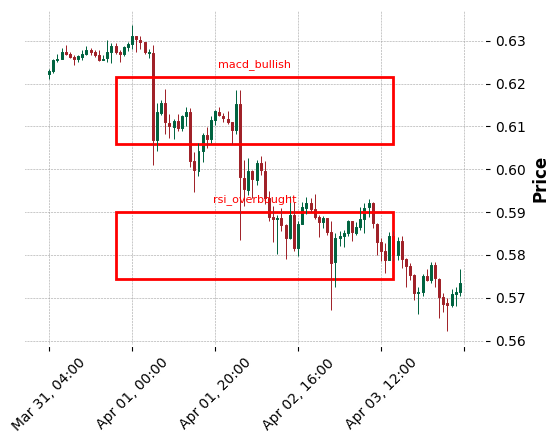 0.63
macd_bullish
0.62
0.61
0.60
Price
rsi_overbought
0.59
0.58
0.57
0.56
Mar 31, 04:00
Apr 01, 00:00
Apr 01, 20:00
Apr 02, 16:00
Apr 03, 12:00